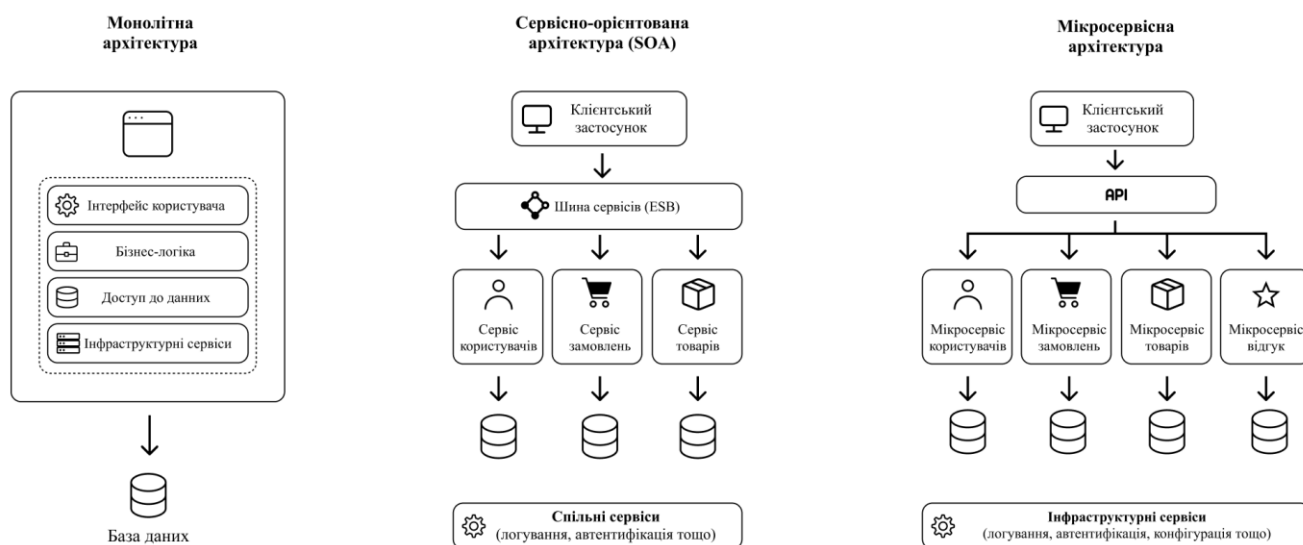 Монолітна
архітектура
Інтерфейс користувача
Бізнес-логіка
Доступ до данних
Інфраструктурні сервіси
База даних
Сервісно-орієнтована
архітектура (SOA)
Клієнтський
застосунок
Шина сервісів (ESB)
Сервіс
користувачів
Сервіс
замовлень
Сервіс
товарів
Спільні сервіси
(логування, автентифікація тощо)
Мікросервісна
архітектура
Клієнтський
застосунок
API
Мікросервіс
користувачів
Мікросервіс
замовлень
Мікросервіс
товарів
Мікросервіс
відгук
Інфраструктурні сервіси
(логування, автентифікація, конфігурація тощо)